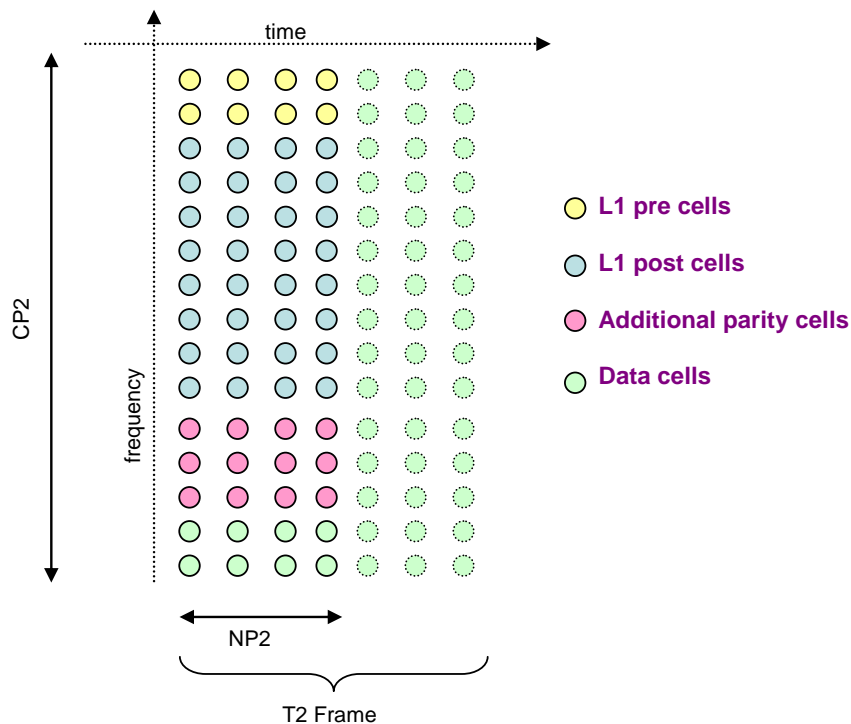 time
L1 pre cells
L1 post cells
CP2
Additional parity cells
Data cells
frequency
NP2
T2 Frame